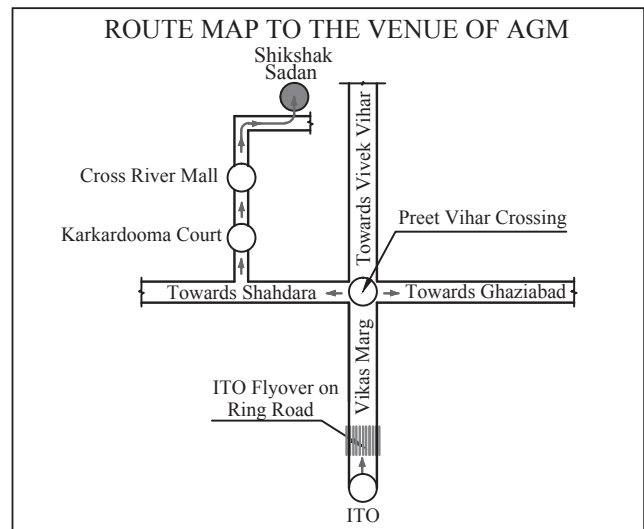 ROUTE MAP TO THE VENUE OF AGM
Shikshak
Sadan
Towards Vivek Vihar
Cross River Mall
Preet Vihar Crossing
Karkardooma Court
Towards Shahdara
Towards Ghaziabad
Vikas Marg
ITO Flyover on
Ring Road
ITO